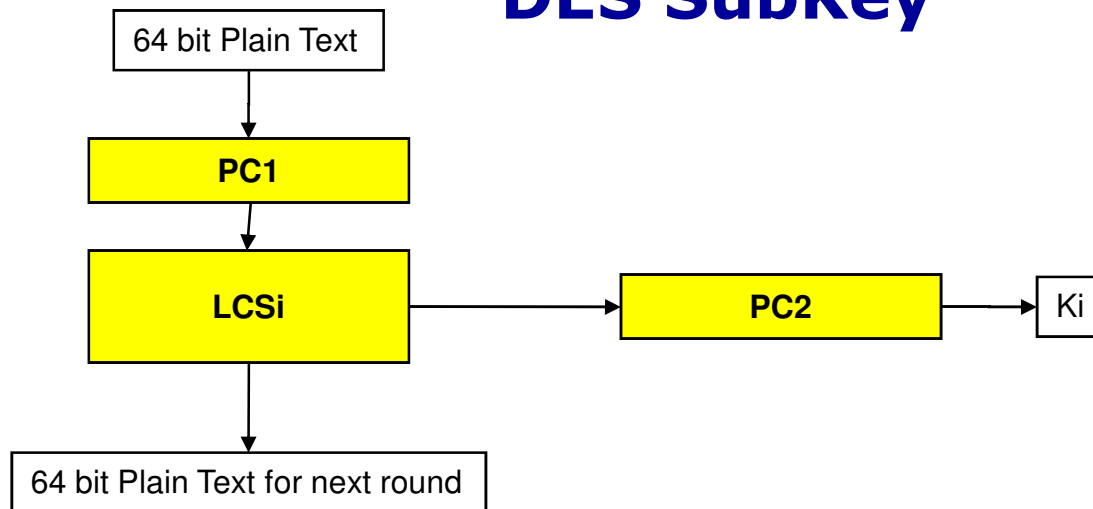 DES SubKey
64 bit Plain Text
PC1
LCSi
PC2
Ki
64 bit Plain Text for next round